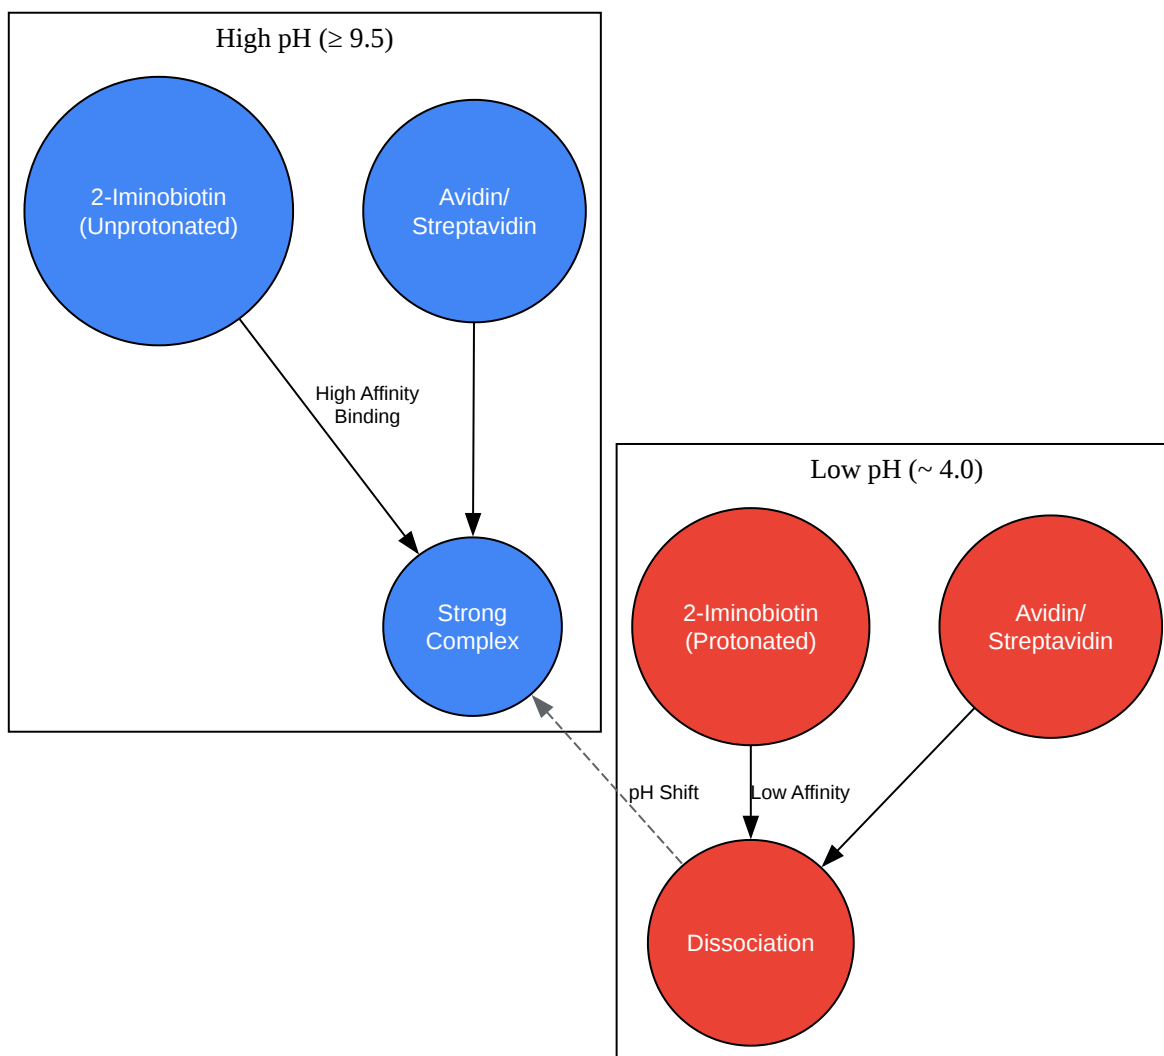 High pH (≥ 9.5)
2-Iminobiotin
(Unprotonated)
Avidin/
Streptavidin
High Affinity
Binding
Strong
Complex
Low pH (~ 4.0)
2-Iminobiotin
(Protonated)
Avidin/
Streptavidin
pH Shift
Low Affinity
Dissociation